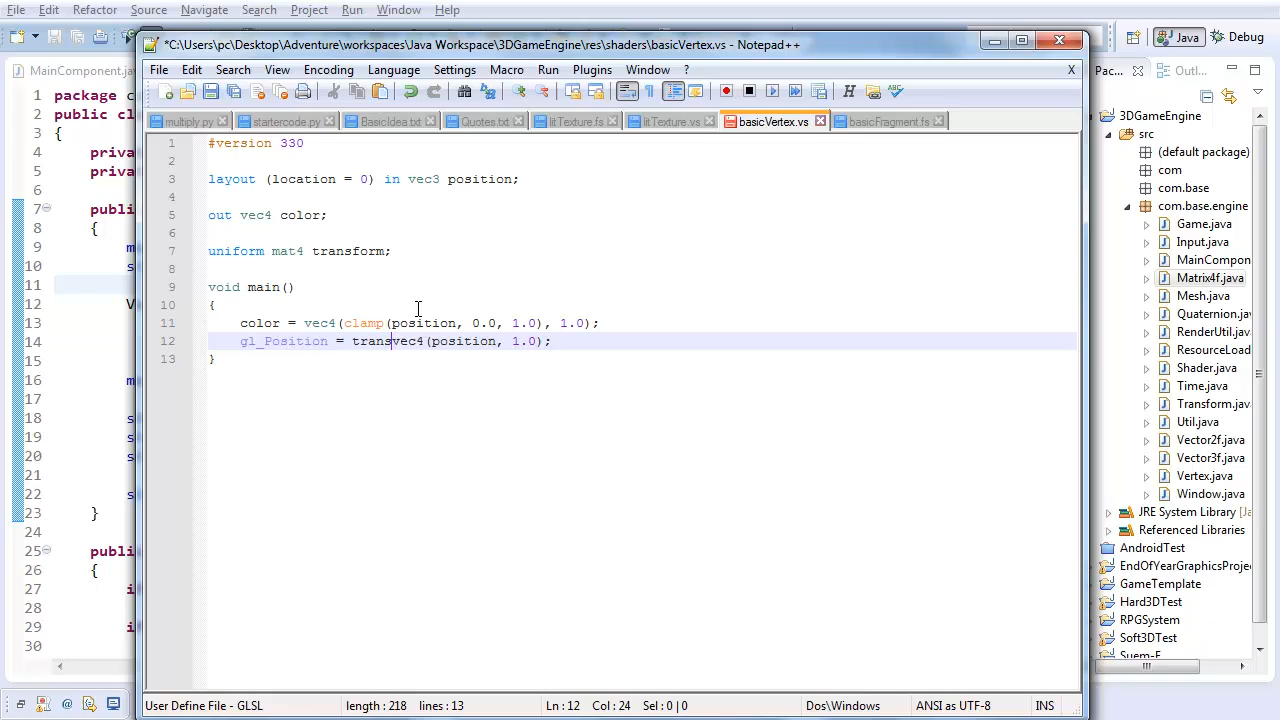 File Edit Refactor Source Navigate Search Project Run Window Help
*C:\Users\pc\Desktop\Adventure\workspaces\Java Workspace\3DGameEngine\res\shaders\basicVertex.vs - Notepad++
Java Debug
File Edit Search View Encoding Language Settings Macro Run Plugins Window ? X
multiply.py startercode.py BasicIdea.txt Quotes.txt litTexture.fs litTexture.vs basicVertex.vs basicFragment.fs
1 #version 330
2
3 layout (location = 0) in vec3 position;
4
5 out vec4 color;
6
7 uniform mat4 transform;
8
9 void main()
10 {
11 color = vec4(clamp(position, 0.0, 1.0), 1.0);
12 gl_Position = transvec4(position, 1.0);
13 }
User Define File - GLSL length : 218 lines : 13 Ln : 12 Col : 24 Sel : 0 | 0 Dos\Windows ANSI as UTF-8 INS
MainComponent.ja
1 package c
2 public cl
3 {
4 priva
5 priva
6
7 publi
8 {
9 m
10 s
11
12 V
13
14
15
16 m
17
18 s
19 s
20 s
21
22 s
23 }
24
25 publi
26 {
27 i
28
29 i
30
Pac... Outl...
3DGameEngine
src
(default package)
com
com.base
com.base.engine
Game.java
Input.java
MainCompon
Matrix4f.java
Mesh.java
Quaternion.ja
RenderUtil.ja
ResourceLoad
Shader.java
Time.java
Transform.jav
Util.java
Vector2f.java
Vector3f.java
Vertex.java
Window.java
JRE System Library [Ja
Referenced Libraries
AndroidTest
EndOfYearGraphicsProje
GameTemplate
Hard3DTest
RPGSystem
Soft3DTest